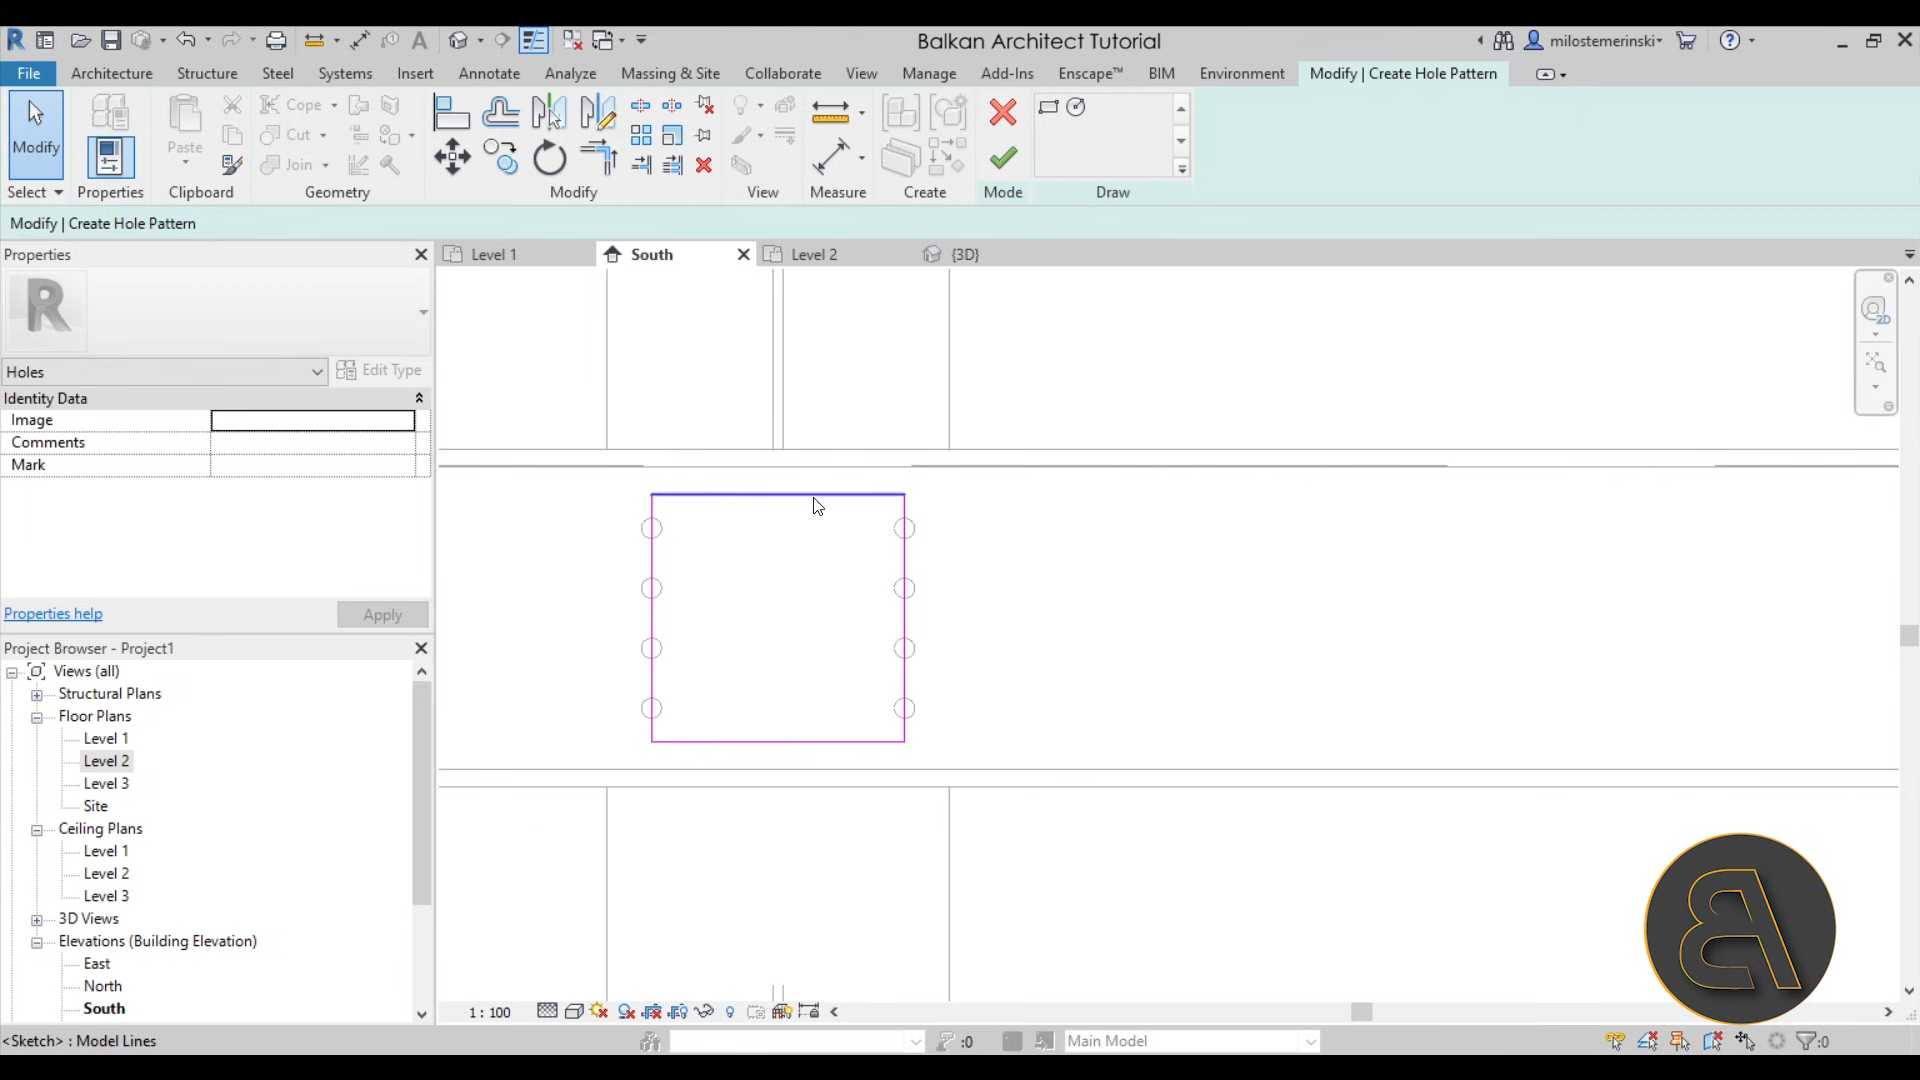 Balkan Architect Tutorial
milostemerinski
File Architecture Structure Steel Systems Insert Annotate Analyze Massing & Site Collaborate View Manage Add-Ins Enscape™ BIM Environment Modify | Create Hole Pattern
Modify Paste Cope Cut Join
Select Properties Clipboard Geometry Modify View Measure Create Mode Draw
Modify | Create Hole Pattern
Properties
Level 1 South Level 2 {3D}
R
2D
Holes Edit Type
Identity Data
Image
Comments
Mark
Properties help Apply
Project Browser - Project1
Views (all)
Structural Plans
Floor Plans
Level 1
Level 2
Level 3
Site
Ceiling Plans
Level 1
Level 2
Level 3
3D Views
Elevations (Building Elevation)
East
North
South
1 : 100
<Sketch> : Model Lines :0 Main Model :0